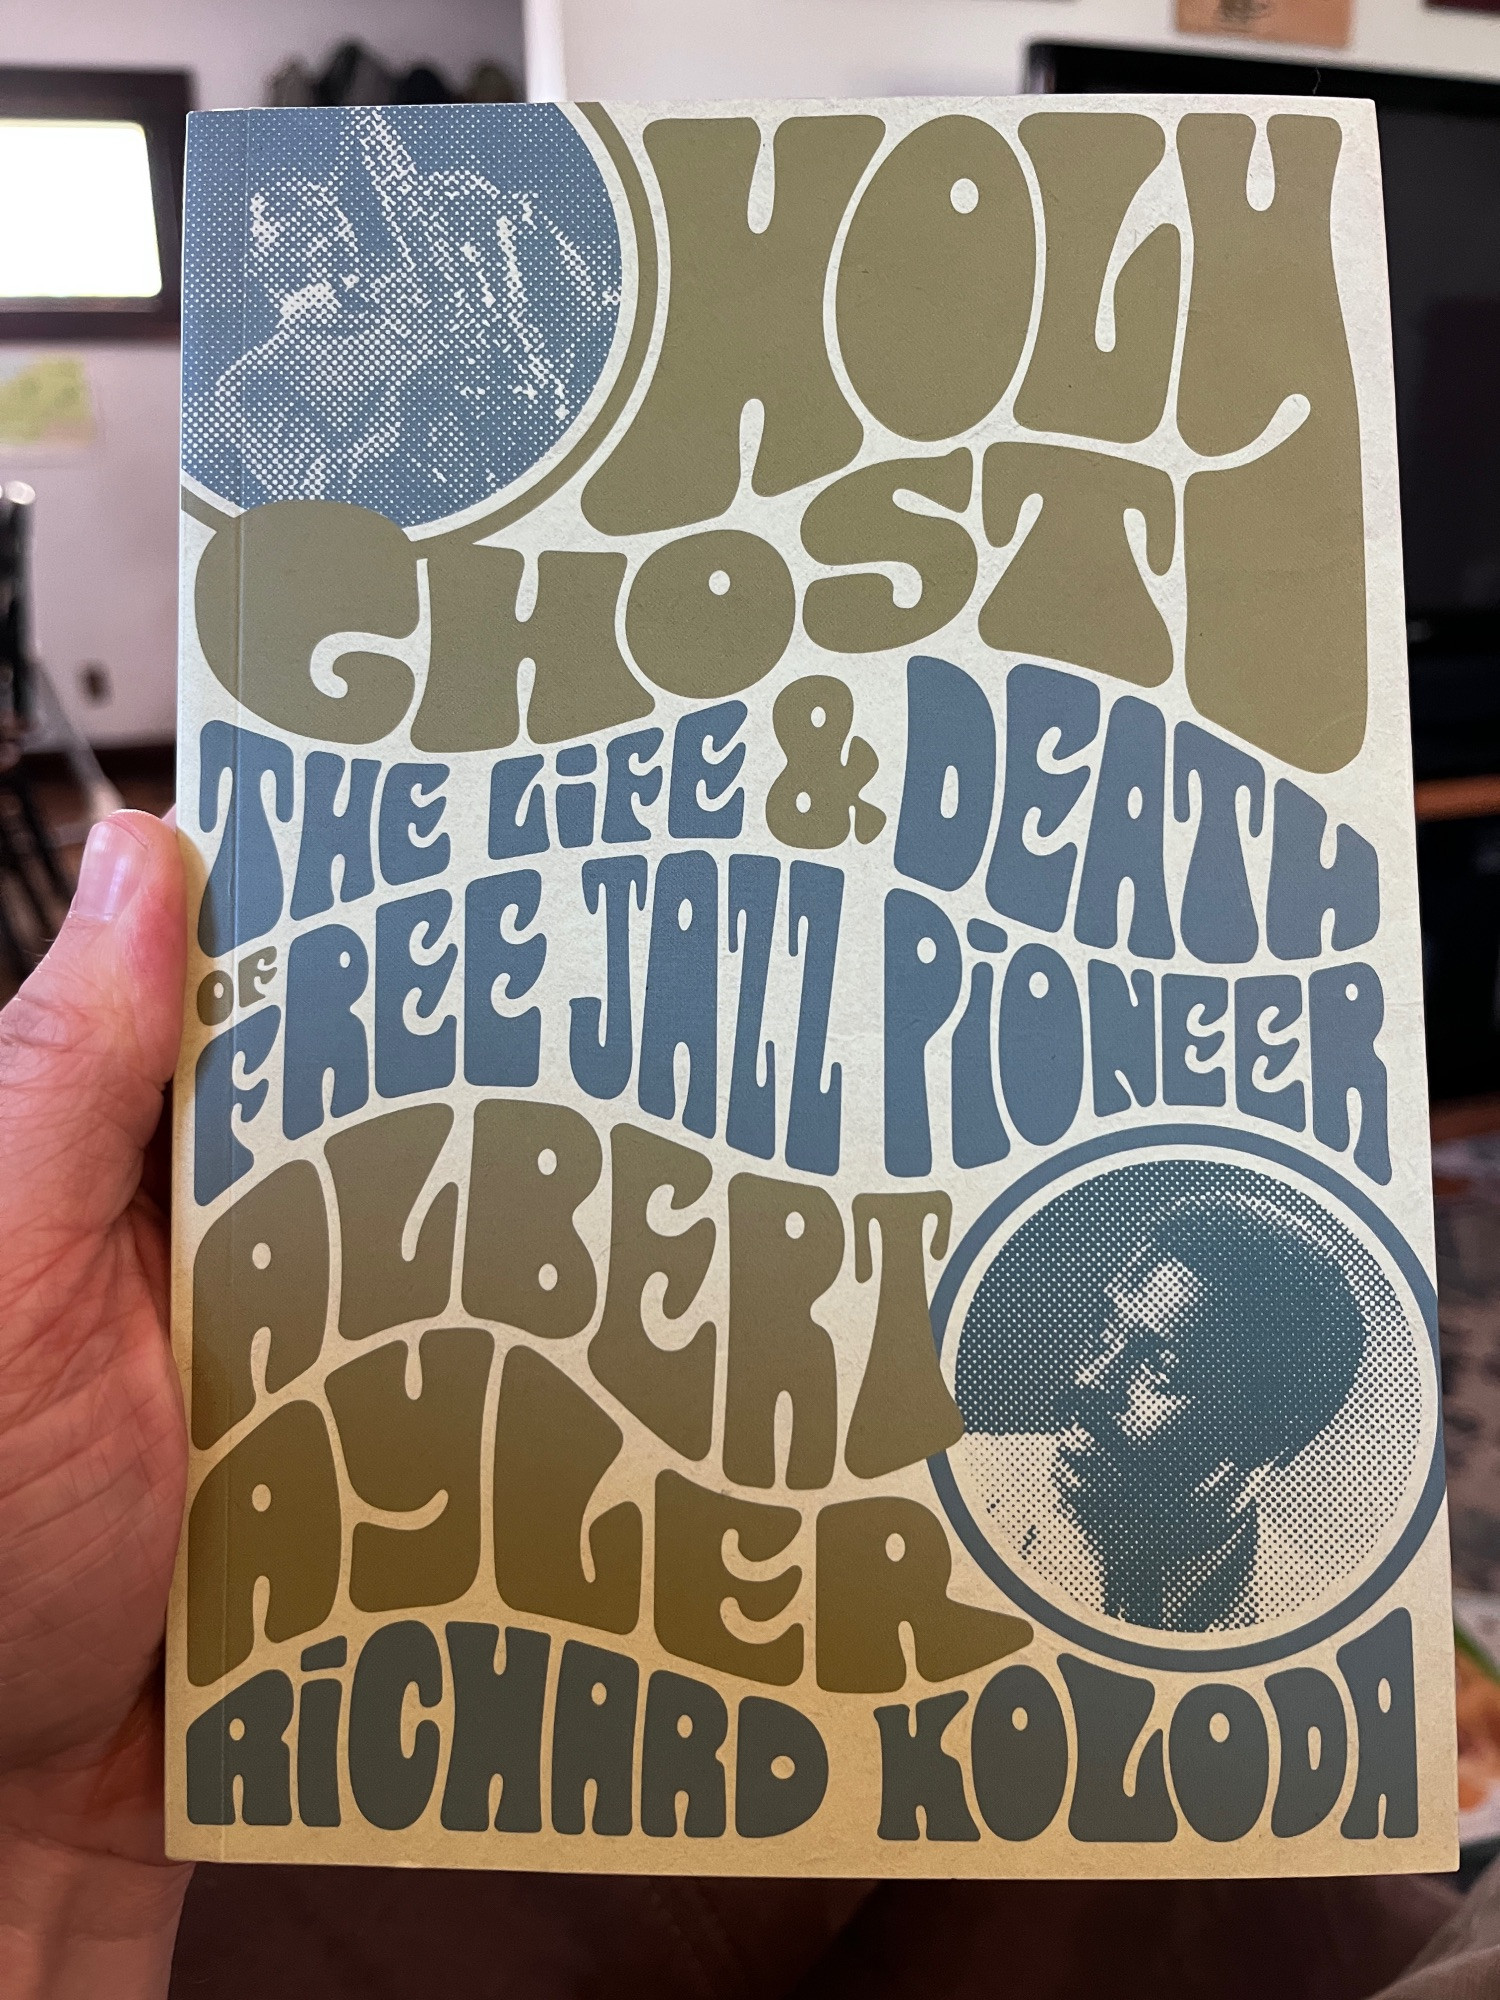 HOLY
GHOST
THE LiFE & DEATH
OF FREE JAZZ PiONEER
ALBERT
AYLER
RiCHARD KOLODA